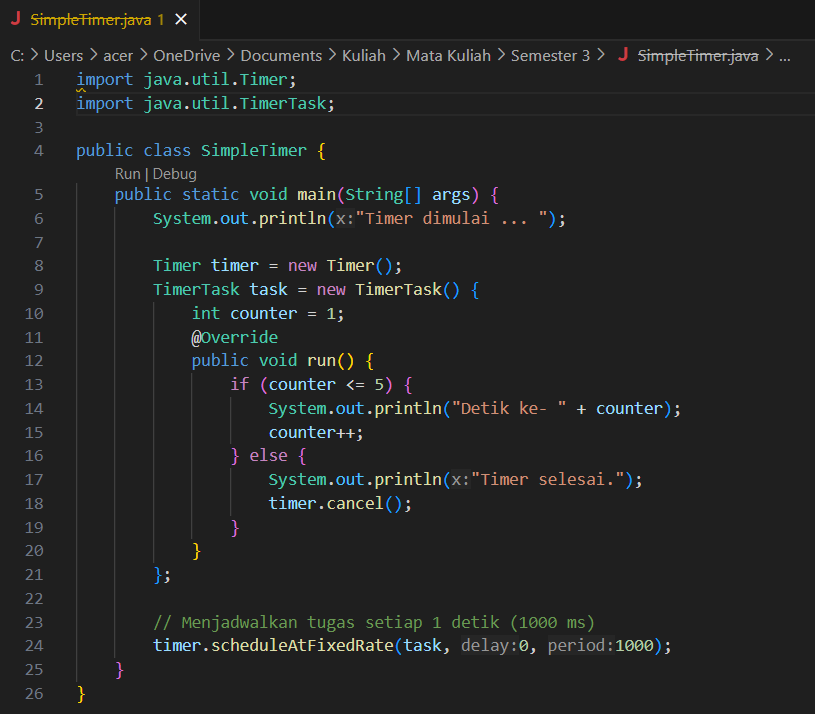 J SimpleTimer.java 1 ×
C: > Users > acer > OneDrive > Documents > Kuliah > Mata Kuliah > Semester 3 > J SimpleTimer.java > ...
1 import java.util.Timer;
2 import java.util.TimerTask;
3
4 public class SimpleTimer {
Run | Debug
5     public static void main(String[] args) {
6         System.out.println(x:"Timer dimulai ... ");
7
8         Timer timer = new Timer();
9         TimerTask task = new TimerTask() {
10             int counter = 1;
11             @Override
12             public void run() {
13                 if (counter <= 5) {
14                     System.out.println("Detik ke- " + counter);
15                     counter++;
16                 } else {
17                     System.out.println(x:"Timer selesai.");
18                     timer.cancel();
19                 }
20             }
21         };
22
23         // Menjadwalkan tugas setiap 1 detik (1000 ms)
24         timer.scheduleAtFixedRate(task, delay:0, period:1000);
25     }
26 }